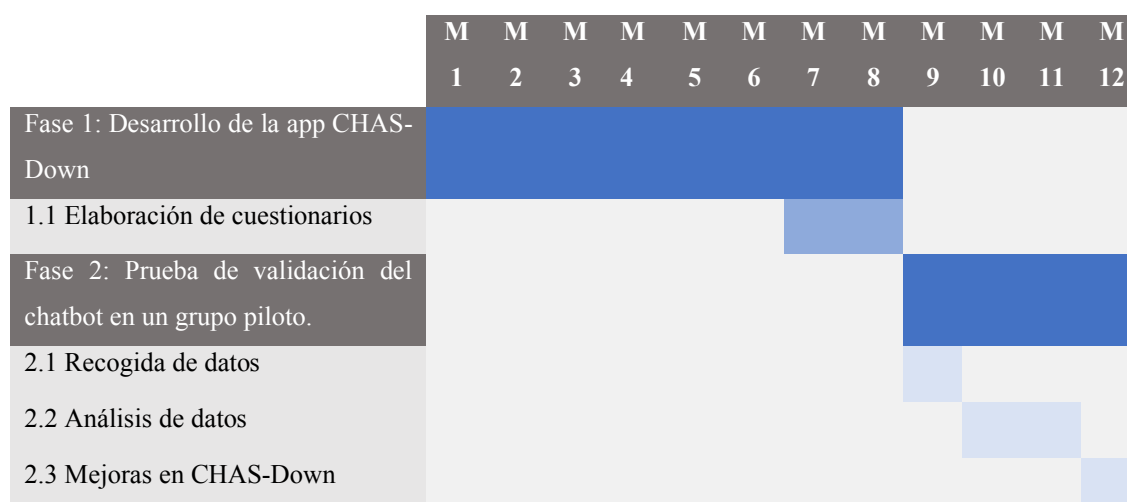 M M M M M M M M M M M M
1 2 3 4 5 6 7 8 9 10 11 12
Fase 1: Desarrollo de la app CHAS-
Down
1.1 Elaboración de cuestionarios
Fase 2: Prueba de validación del
chatbot en un grupo piloto.
2.1 Recogida de datos
2.2 Análisis de datos
2.3 Mejoras en CHAS-Down